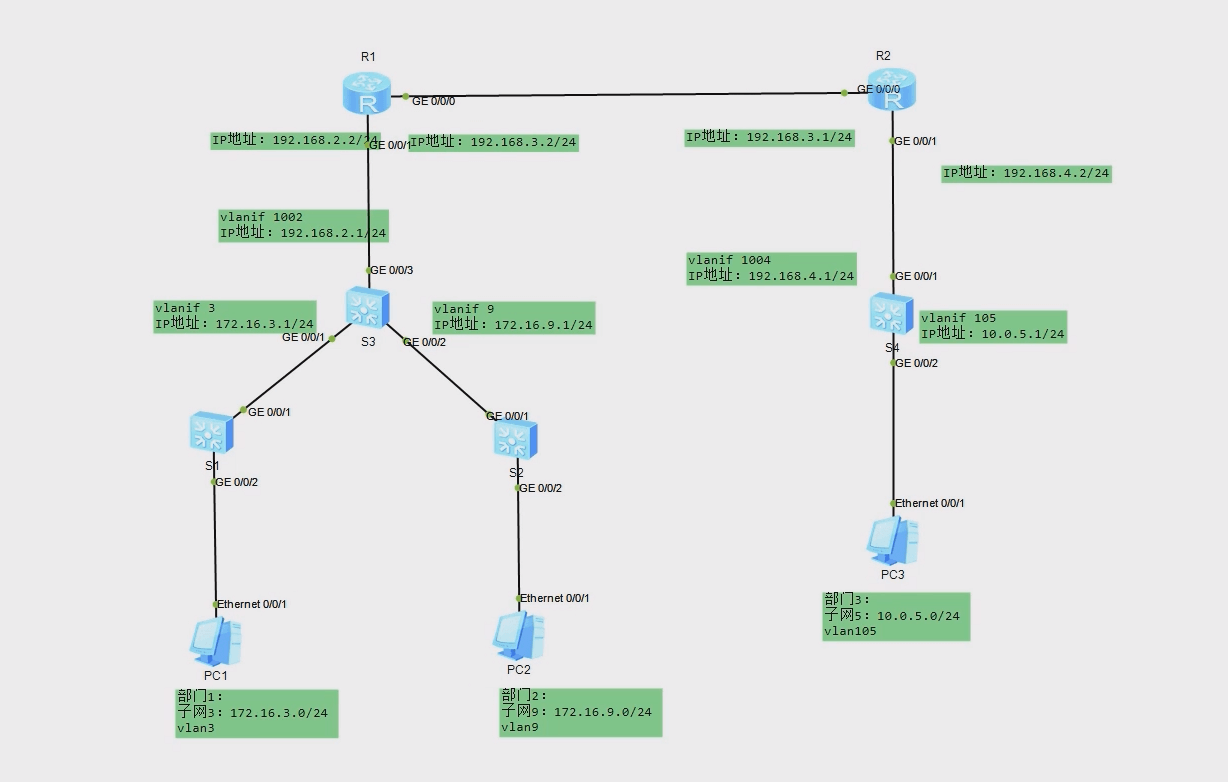 R1
R2
GE 0/0/0
GE 0/0/0
IP地址: 192.168.2.2/24
GE 0/0/1
IP地址: 192.168.3.2/24
IP地址: 192.168.3.1/24
GE 0/0/1
IP地址: 192.168.4.2/24
vlanif 1002
IP地址: 192.168.2.1/24
GE 0/0/3
vlanif 1004
IP地址: 192.168.4.1/24
GE 0/0/1
vlanif 3
IP地址: 172.16.3.1/24
vlanif 9
IP地址: 172.16.9.1/24
vlanif 105
IP地址: 10.0.5.1/24
GE 0/0/1
S3
GE 0/0/2
S4
GE 0/0/2
GE 0/0/1
GE 0/0/1
S1
S2
GE 0/0/2
GE 0/0/2
Ethernet 0/0/1
PC3
部门3:
子网5: 10.0.5.0/24
vlan105
Ethernet 0/0/1
Ethernet 0/0/1
PC1
PC2
部门1:
子网3: 172.16.3.0/24
vlan3
部门2:
子网9: 172.16.9.0/24
vlan9